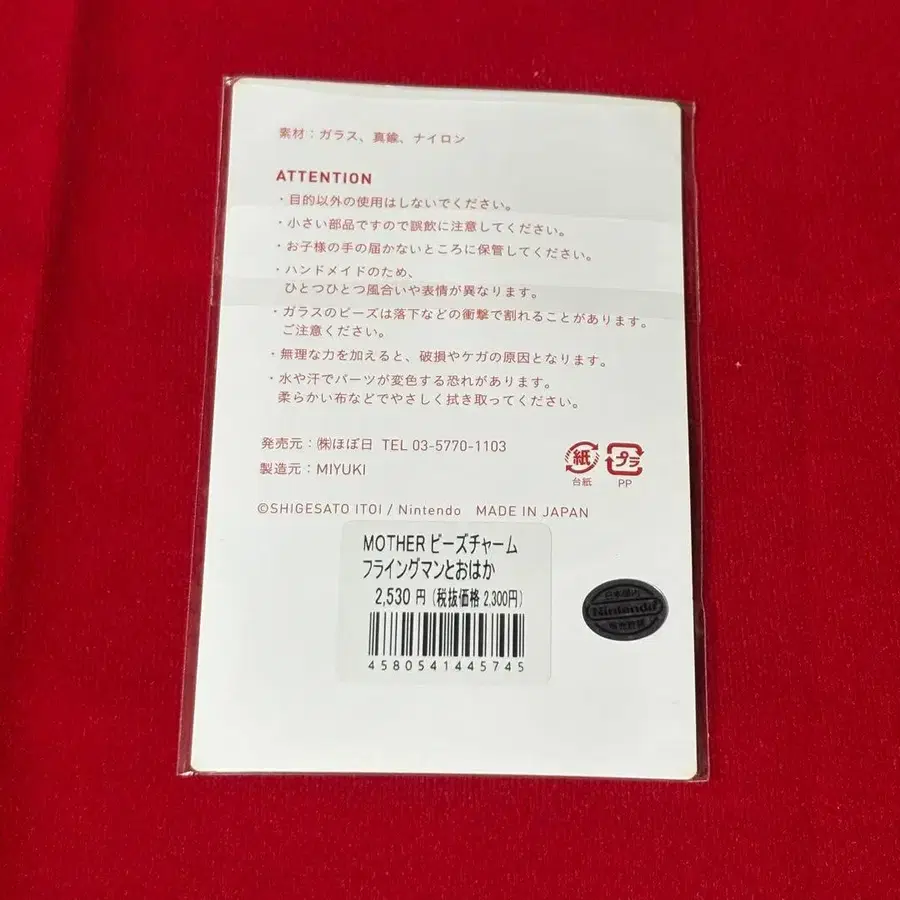 素材：ガラス、真鍮、ナイロン
ATTENTION
・目的以外の使用はしないでください。
・小さい部品ですので誤飲に注意してください。
・お子様の手の届かないところに保管してください。
・ハンドメイドのため、
ひとつひとつ風合いや表情が異なります。
・ガラスのビーズは落下などの衝撃で割れることがあります。
ご注意ください。
・無理な力を加えると、破損やケガの原因となります。
・水や汗でパーツが変色する恐れがあります。
柔らかい布などでやさしく拭き取ってください。
発売元：㈱ほぼ日 TEL 03-5770-1103
製造元：MIYUKI
紙
台紙
プラ
PP
©SHIGESATO ITOI / Nintendo MADE IN JAPAN
MOTHER ビーズチャーム
フライングマンとおはか
2,530 円 (税抜価格 2,300円)
4580541445745
日本国内
Nintendo
販売許諾